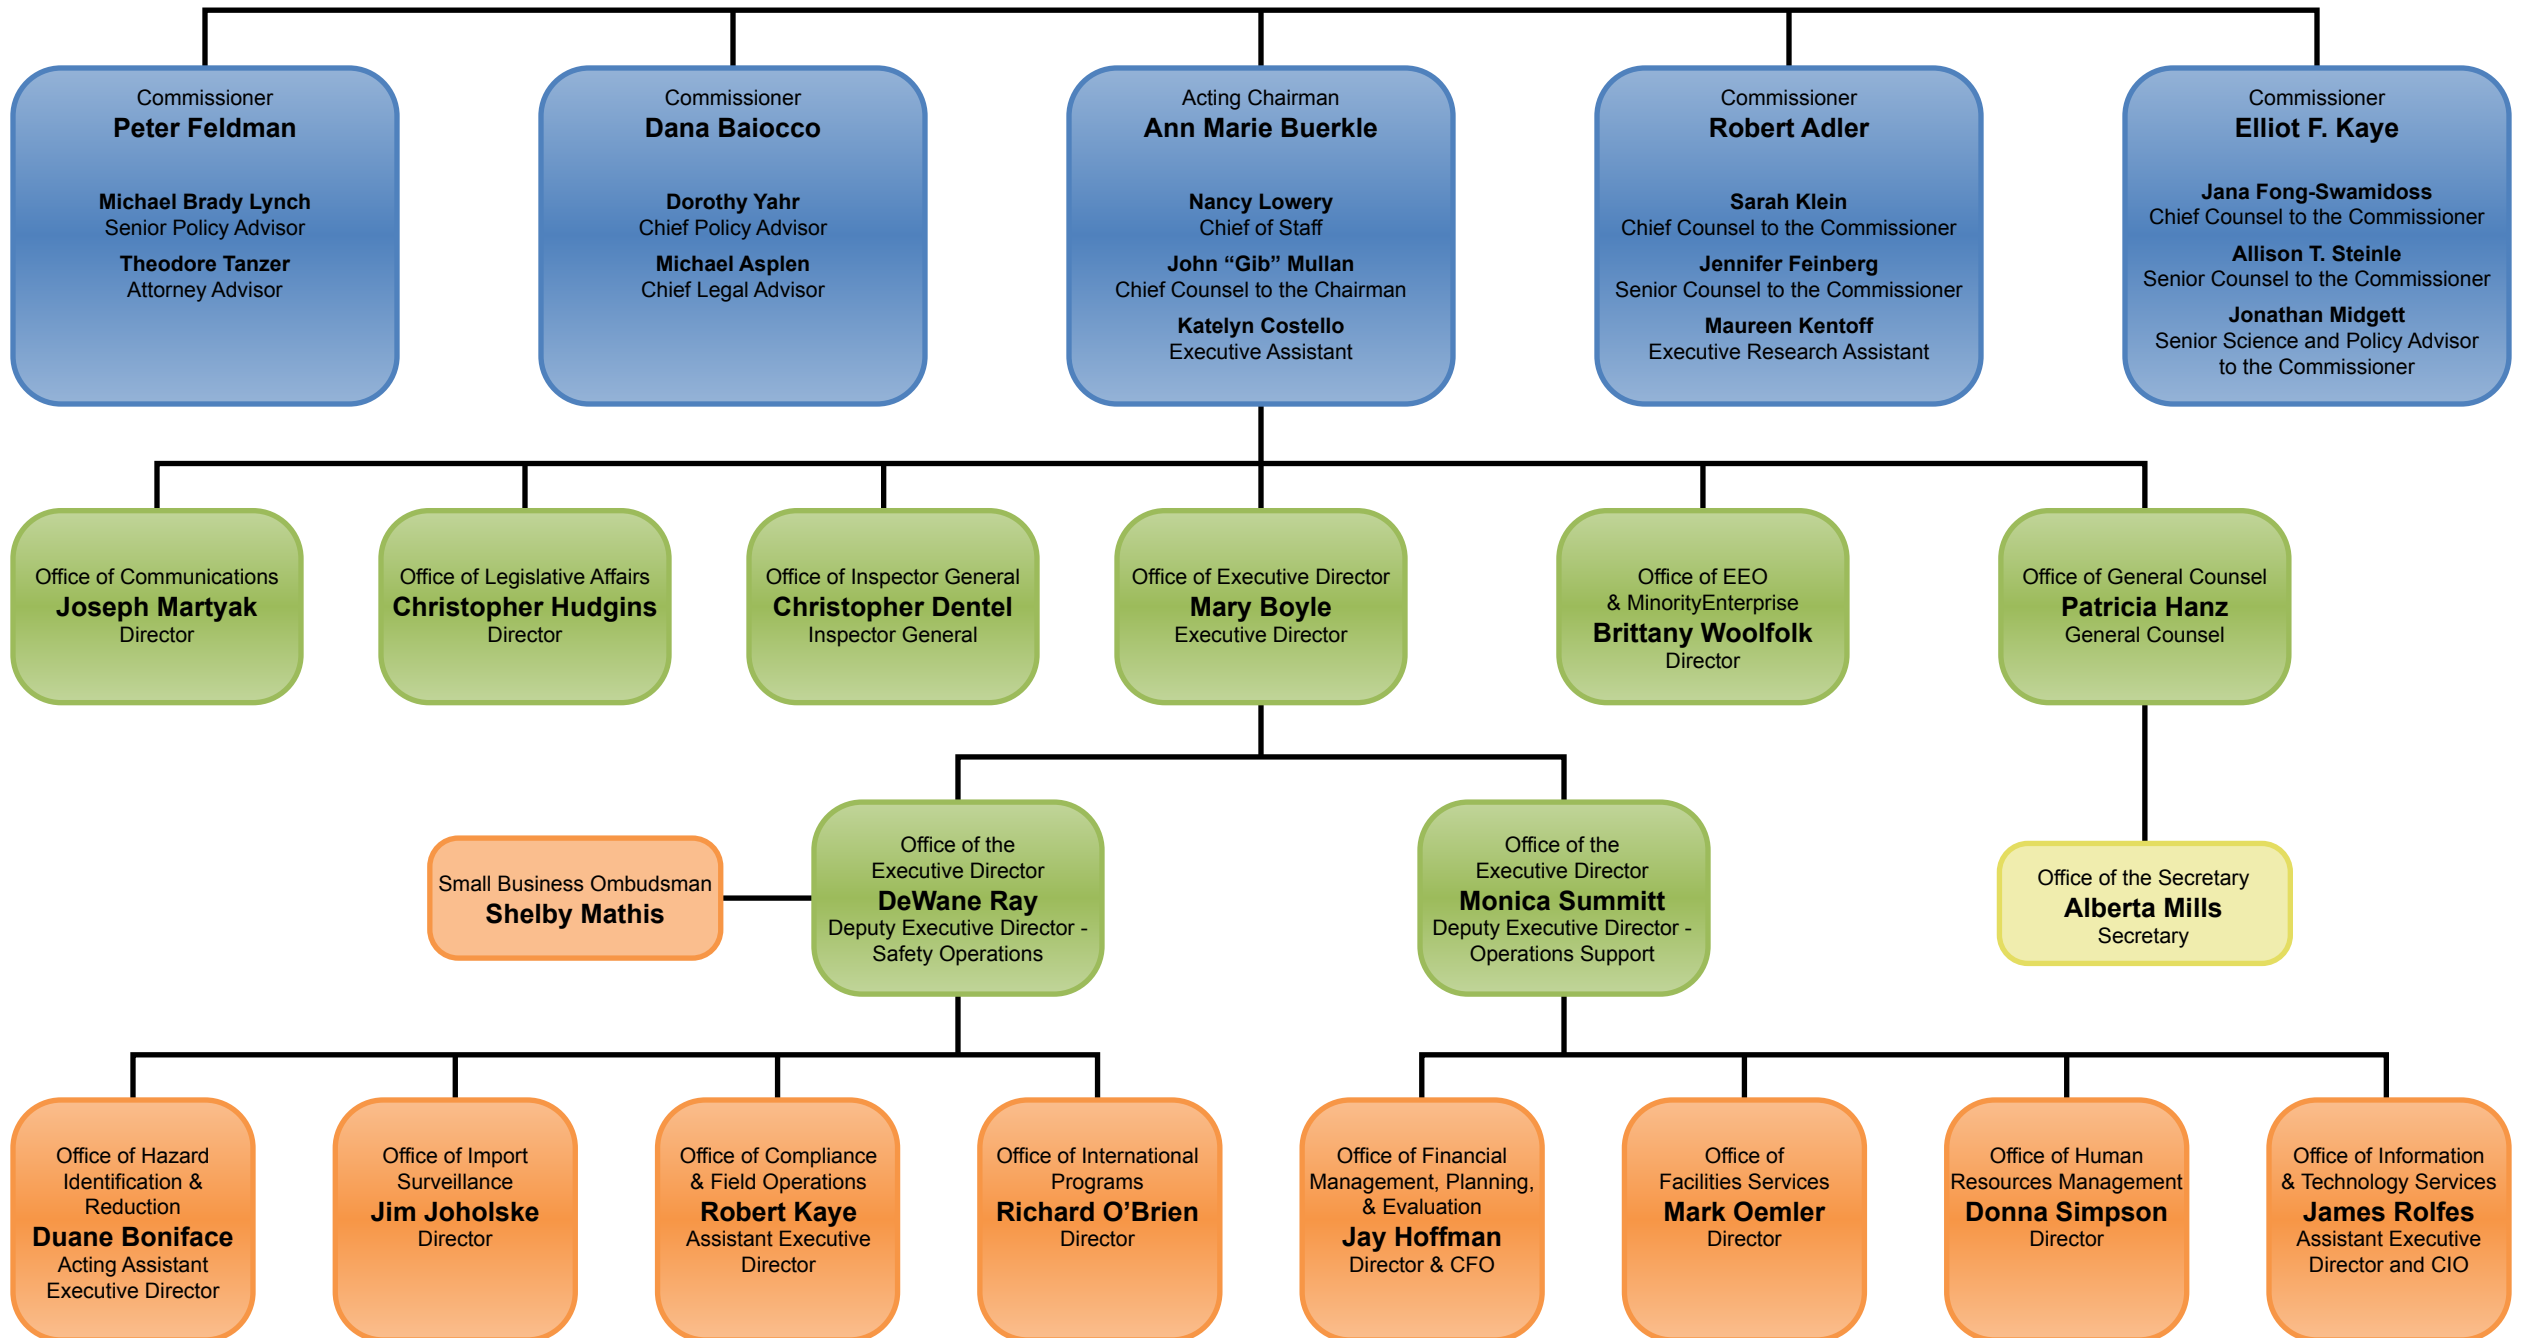 Commissioner
Peter Feldman
Michael Brady Lynch
Senior Policy Advisor
Theodore Tanzer
Attorney Advisor
Commissioner
Dana Baiocco
Dorothy Yahr
Chief Policy Advisor
Michael Asplen
Chief Legal Advisor
Acting Chairman
Ann Marie Buerkle
Nancy Lowery
Chief of Staff
John “Gib” Mullan
Chief Counsel to the Chairman
Katelyn Costello
Executive Assistant
Commissioner
Robert Adler
Sarah Klein
Chief Counsel to the Commissioner
Jennifer Feinberg
Senior Counsel to the Commissioner
Maureen Kentoff
Executive Research Assistant
Commissioner
Elliot F. Kaye
Jana Fong-Swamidoss
Chief Counsel to the Commissioner
Allison T. Steinle
Senior Counsel to the Commissioner
Jonathan Midgett
Senior Science and Policy Advisor
to the Commissioner
Office of Communications
Joseph Martyak
Director
Office of Legislative Affairs
Christopher Hudgins
Director
Office of Inspector General
Christopher Dentel
Inspector General
Office of Executive Director
Mary Boyle
Executive Director
Office of EEO
& MinorityEnterprise
Brittany Woolfolk
Director
Office of General Counsel
Patricia Hanz
General Counsel
Small Business Ombudsman
Shelby Mathis
Office of the
Executive Director
DeWane Ray
Deputy Executive Director -
Safety Operations
Office of the
Executive Director
Monica Summitt
Deputy Executive Director -
Operations Support
Office of the Secretary
Alberta Mills
Secretary
Office of Hazard
Identification &
Reduction
Duane Boniface
Acting Assistant
Executive Director
Office of Import
Surveillance
Jim Joholske
Director
Office of Compliance
& Field Operations
Robert Kaye
Assistant Executive
Director
Office of International
Programs
Richard O’Brien
Director
Office of Financial
Management, Planning,
& Evaluation
Jay Hoffman
Director & CFO
Office of
Facilities Services
Mark Oemler
Director
Office of Human
Resources Management
Donna Simpson
Director
Office of Information
& Technology Services
James Rolfes
Assistant Executive
Director and CIO